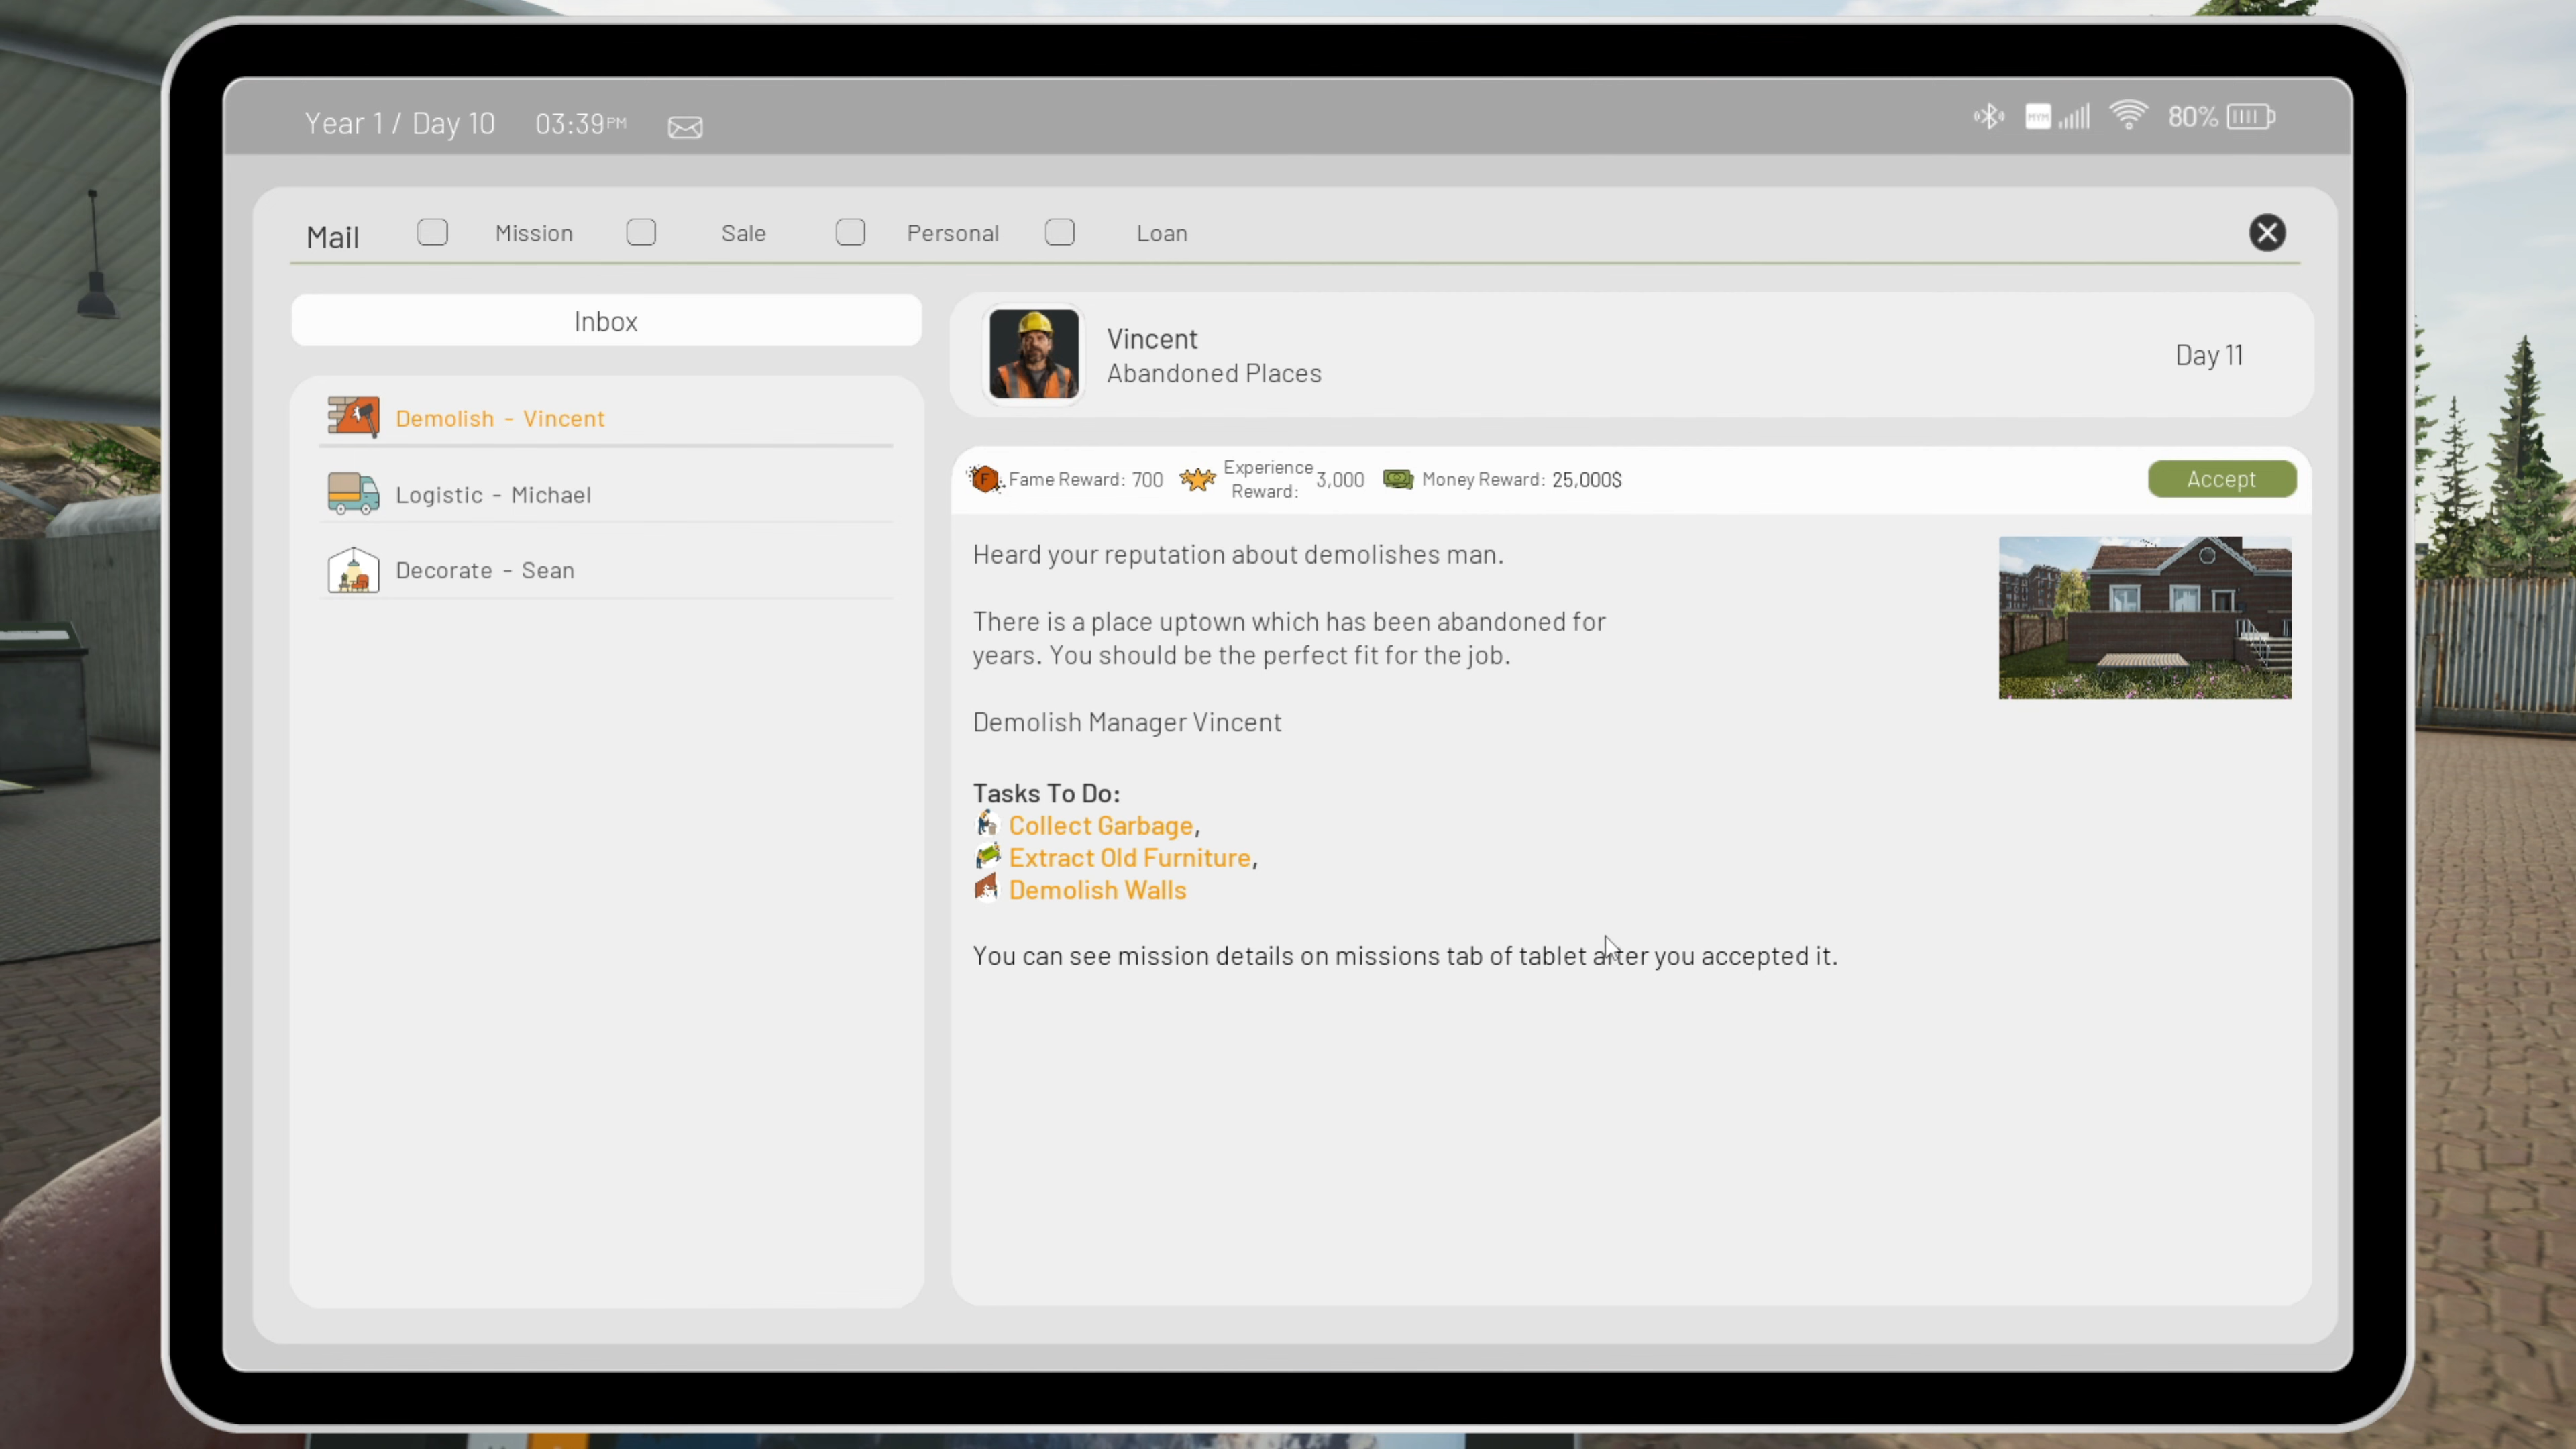 Year 1 / Day 10 03:39PM
MYM
80%
Mail Mission Sale Personal Loan
Inbox
Demolish - Vincent
Logistic - Michael
Decorate - Sean
Vincent
Abandoned Places
Day 11
F
Fame Reward: 700 Experience Reward: 3,000 Money Reward: 25,000$
Accept
Heard your reputation about demolishes man.
There is a place uptown which has been abandoned for
years. You should be the perfect fit for the job.
Demolish Manager Vincent
Tasks To Do:
Collect Garbage,
Extract Old Furniture,
Demolish Walls
You can see mission details on missions tab of tablet after you accepted it.